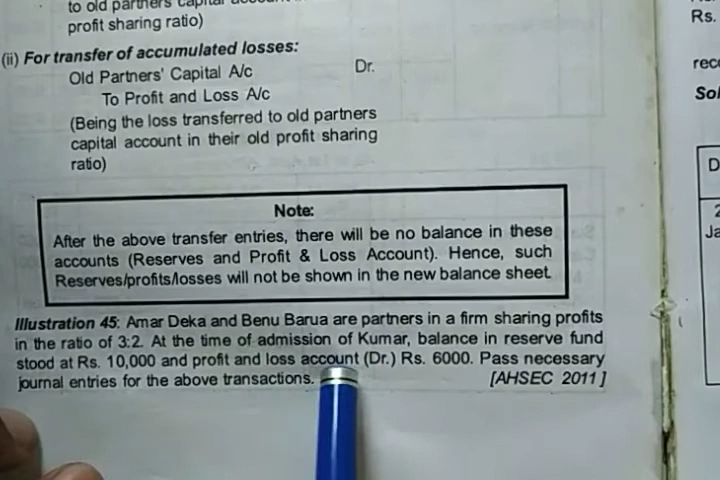 to old partners capital
profit sharing ratio)
(ii) For transfer of accumulated losses:
Old Partners' Capital A/c Dr.
To Profit and Loss A/c
(Being the loss transferred to old partners
capital account in their old profit sharing
ratio)
Note:
After the above transfer entries, there will be no balance in these
accounts (Reserves and Profit & Loss Account). Hence, such
Reserves/profits/losses will not be shown in the new balance sheet.
Illustration 45: Amar Deka and Benu Barua are partners in a firm sharing profits
in the ratio of 3:2. At the time of admission of Kumar, balance in reserve fund
stood at Rs. 10,000 and profit and loss account (Dr.) Rs. 6000. Pass necessary
journal entries for the above transactions. [AHSEC 2011]
Rs.